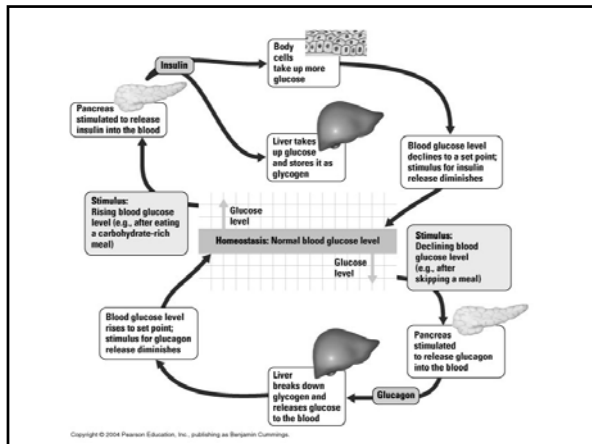 Insulin
Body
cells
take up more
glucose
Pancreas
stimulated to release
insulin into the blood
Liver takes
up glucose
and stores it as
glycogen
Blood glucose level
declines to a set point;
stimulus for insulin
release diminishes
Stimulus:
Rising blood glucose
level (e.g., after eating
a carbohydrate-rich
meal)
Glucose
level
Homeostasis: Normal blood glucose level
Glucose
level
Stimulus:
Declining blood
glucose level
(e.g., after
skipping a meal)
Blood glucose level
rises to set point;
stimulus for glucagon
release diminishes
Pancreas
stimulated
to release glucagon
into the blood
Liver
breaks down
glycogen and
releases glucose
to the blood
Glucagon
Copyright © 2004 Pearson Education, Inc., publishing as Benjamin Cummings.